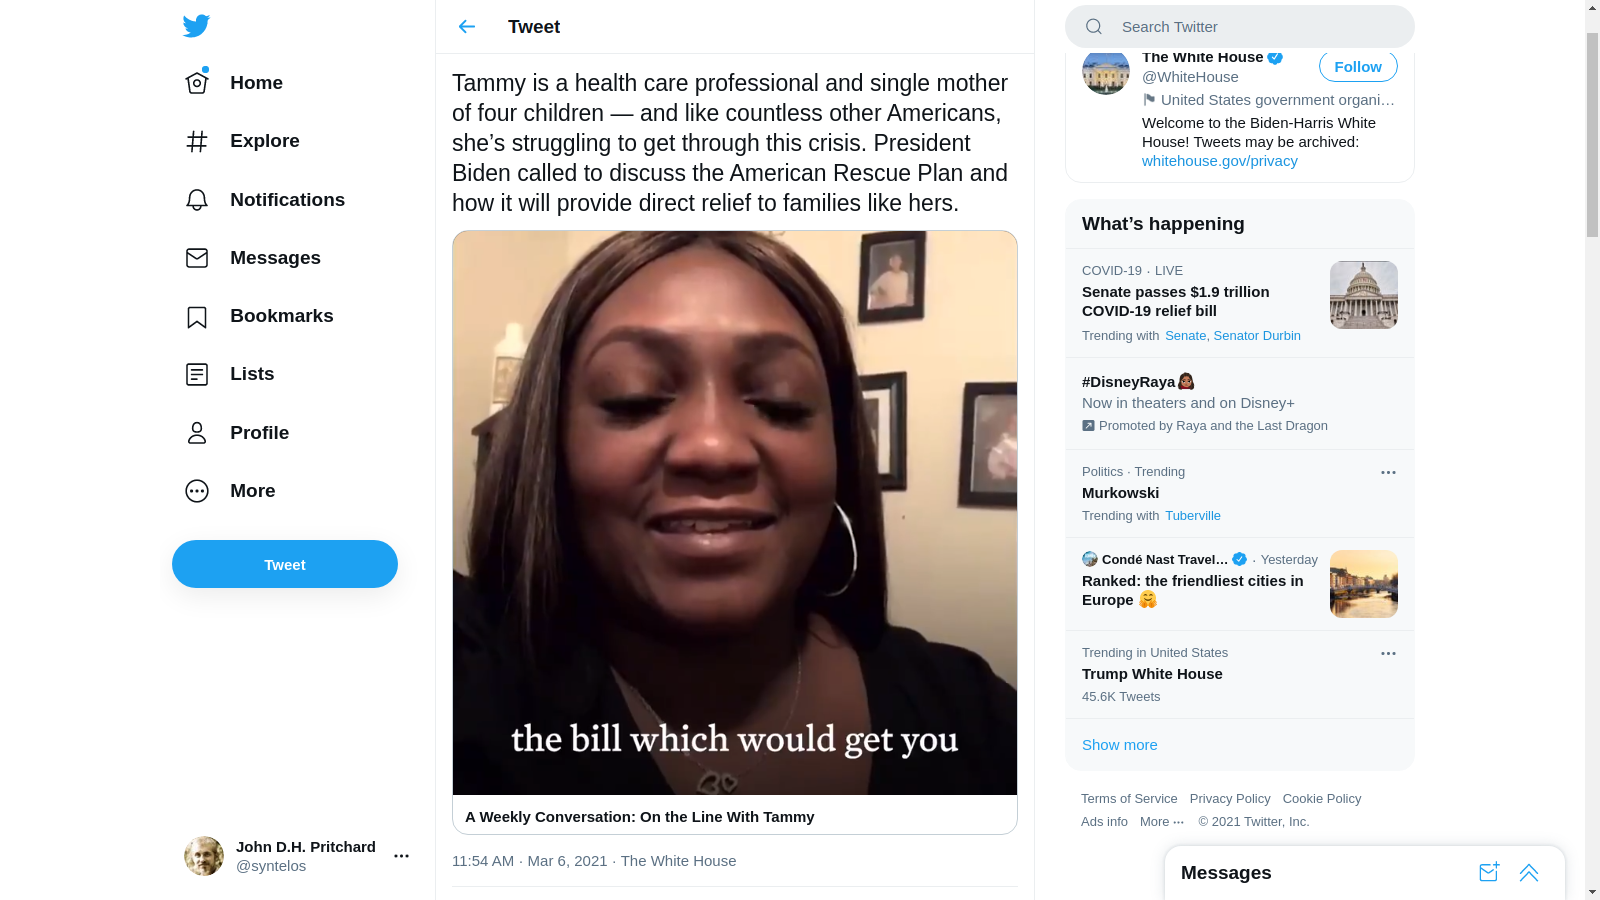 Home
Explore
Notifications
Messages
Bookmarks
Lists
Profile
More
Tweet
John D.H. Pritchard
@syntelos
Tweet
Tammy is a health care professional and single mother
of four children — and like countless other Americans,
she’s struggling to get through this crisis. President
Biden called to discuss the American Rescue Plan and
how it will provide direct relief to families like hers.
the bill which would get you
A Weekly Conversation: On the Line With Tammy
11:54 AM · Mar 6, 2021 · The White House
Search Twitter
The White House
@WhiteHouse
Follow
United States government organi…
Welcome to the Biden-Harris White
House! Tweets may be archived:
whitehouse.gov/privacy
What’s happening
COVID-19 · LIVE
Senate passes $1.9 trillion
COVID-19 relief bill
Trending with Senate, Senator Durbin
#DisneyRaya
Now in theaters and on Disney+
Promoted by Raya and the Last Dragon
Politics · Trending
Murkowski
Trending with Tuberville
Condé Nast Travel… · Yesterday
Ranked: the friendliest cities in
Europe 🤗
Trending in United States
Trump White House
45.6K Tweets
Show more
Terms of Service Privacy Policy Cookie Policy
Ads info More ··· © 2021 Twitter, Inc.
Messages